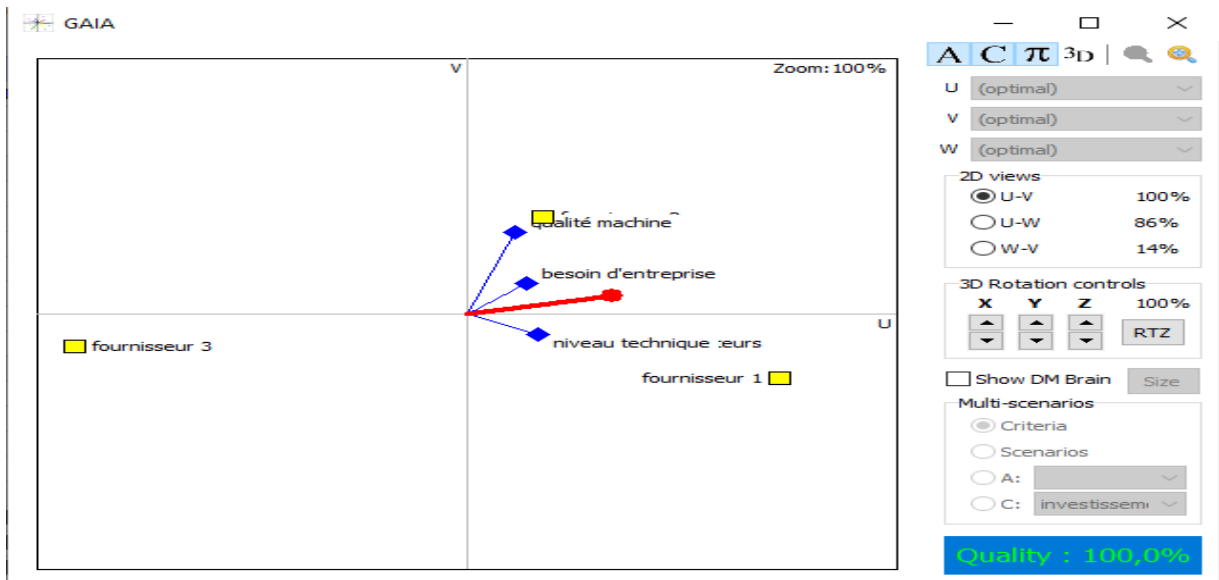 GAIA
V
Zoom: 100%
qualité machine
besoin d'entreprise
U
niveau technique :eurs
fournisseur 3
fournisseur 1
A C π 3D
U (optimal)
V (optimal)
W (optimal)
2D views
U-V 100%
U-W 86%
W-V 14%
3D Rotation controls
X Y Z 100%
RTZ
Show DM Brain Size
Multi-scenarios
Criteria
Scenarios
A:
C: investissem
Quality : 100,0%